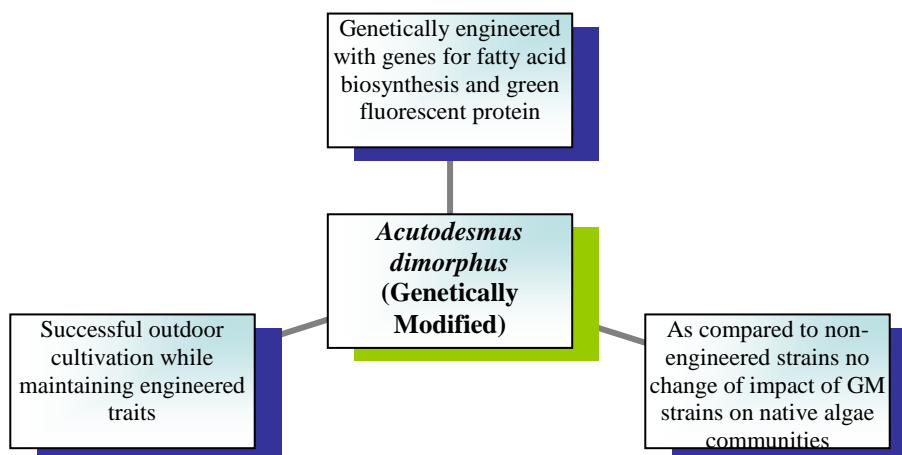 Genetically engineered
with genes for fatty acid
biosynthesis and green
fluorescent protein
Acutodesmus
dimorphus
(Genetically
Modified)
Successful outdoor
cultivation while
maintaining engineered
traits
As compared to non-
engineered strains no
change of impact of GM
strains on native algae
communities